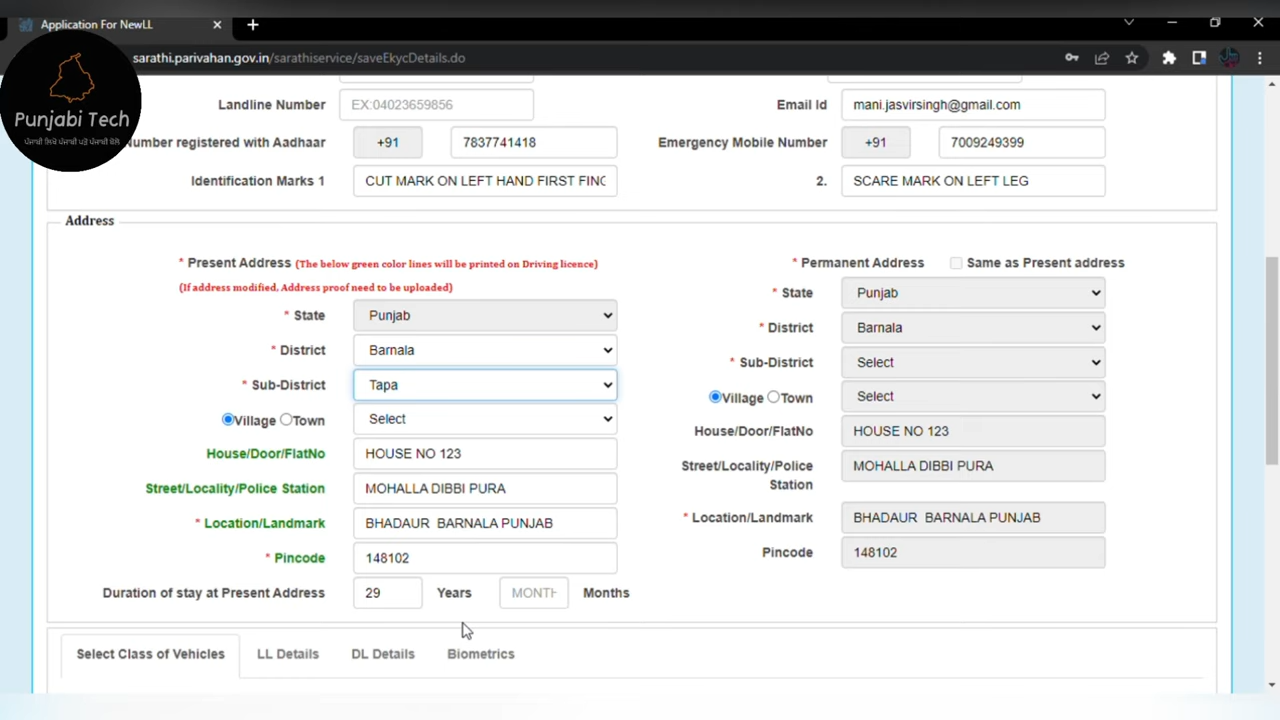 Application For NewLL
sarathi.parivahan.gov.in/sarathiservice/saveEkycDetails.do
Punjabi Tech
ਪੰਜਾਬੀ ਲਿਖੋ ਪੰਜਾਬੀ ਪੜੋ ਪੰਜਾਬੀ ਬੋਲੋ
Landline Number EX:04023659856 Email Id mani.jasvirsingh@gmail.com
Number registered with Aadhaar +91 7837741418 Emergency Mobile Number +91 7009249399
Identification Marks 1 CUT MARK ON LEFT HAND FIRST FING 2. SCARE MARK ON LEFT LEG
Address
* Present Address (The below green color lines will be printed on Driving licence) * Permanent Address Same as Present address
(If address modified, Address proof need to be uploaded)
* State Punjab * State Punjab
* District Barnala * District Barnala
* Sub-District Tapa * Sub-District Select
Village Town Select Village Town Select
House/Door/FlatNo HOUSE NO 123 House/Door/FlatNo HOUSE NO 123
Street/Locality/Police Station MOHALLA DIBBI PURA Street/Locality/Police Station MOHALLA DIBBI PURA
* Location/Landmark BHADAUR BARNALA PUNJAB * Location/Landmark BHADAUR BARNALA PUNJAB
* Pincode 148102 Pincode 148102
Duration of stay at Present Address 29 Years MONTH Months
Select Class of Vehicles LL Details DL Details Biometrics